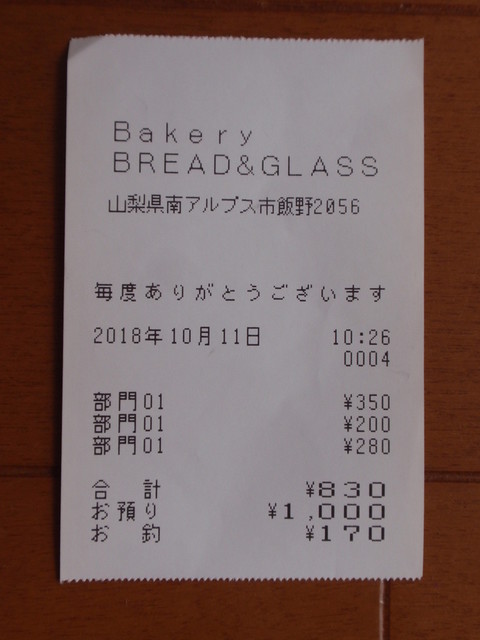 Bakery
BREAD&GLASS
山梨県南アルプス市飯野2056
毎度ありがとうございます
2018年10月11日 10:26
0004
部門01 ¥350
部門01 ¥200
部門01 ¥280
合計 ¥830
お預り ¥1,000
お釣 ¥170